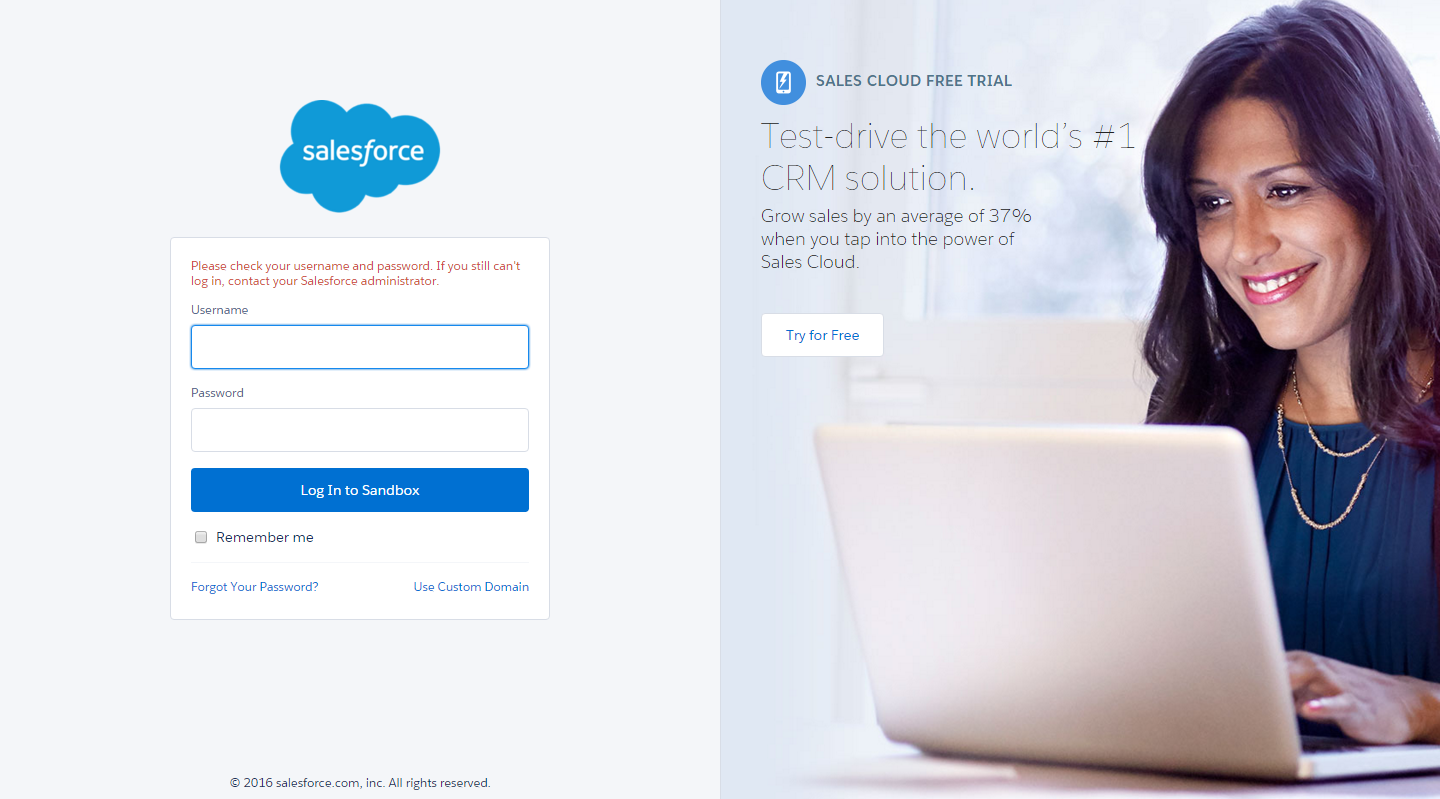 salesforce
Please check your username and password. If you still can't
log in, contact your Salesforce administrator.
Username
Password
Log In to Sandbox
Remember me
Forgot Your Password?
Use Custom Domain
© 2016 salesforce.com, inc. All rights reserved.
SALES CLOUD FREE TRIAL
Test-drive the world’s #1
CRM solution.
Grow sales by an average of 37%
when you tap into the power of
Sales Cloud.
Try for Free